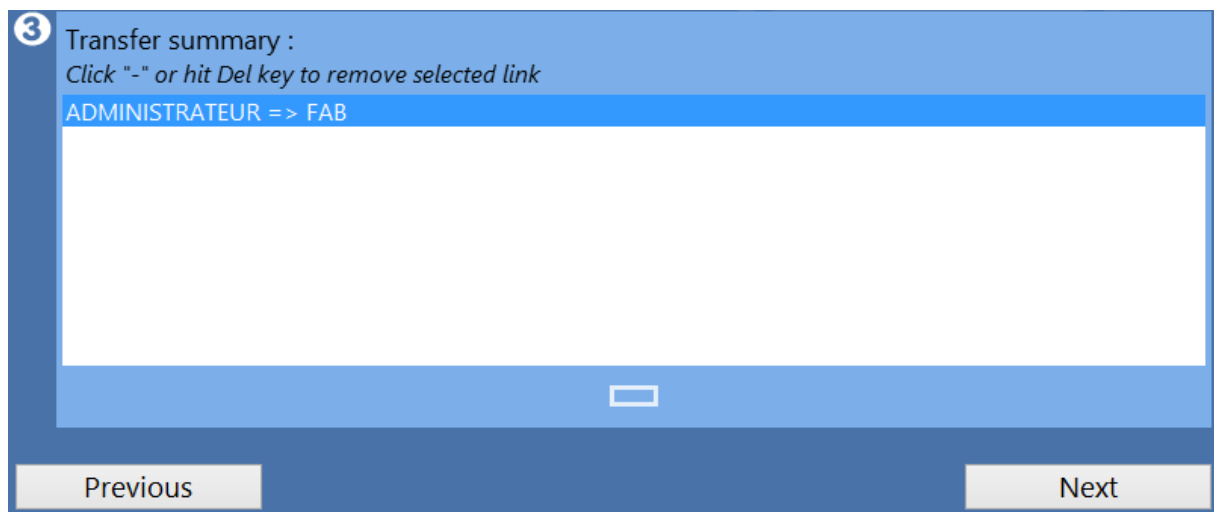 3
Transfer summary :
Click "-" or hit Del key to remove selected link
ADMINISTRATEUR => FAB
Previous
Next